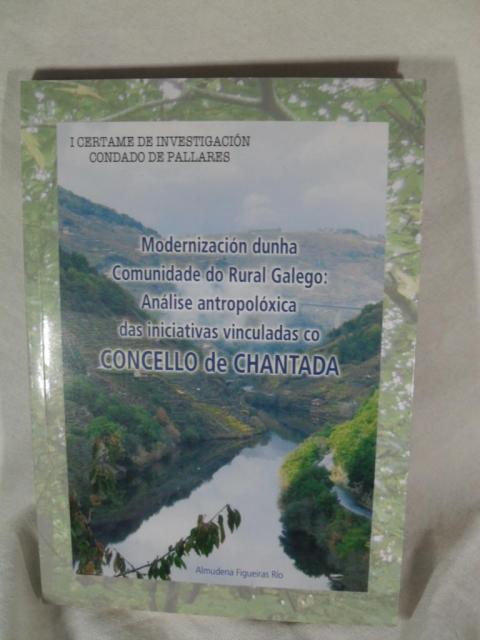 I CERTAME DE INVESTIGACIÓN
CONDADO DE PALLARES
Modernización dunha
Comunidade do Rural Galego:
Análise antropolóxica
das iniciativas vinculadas co
CONCELLO de CHANTADA
Almudena Figueiras Río